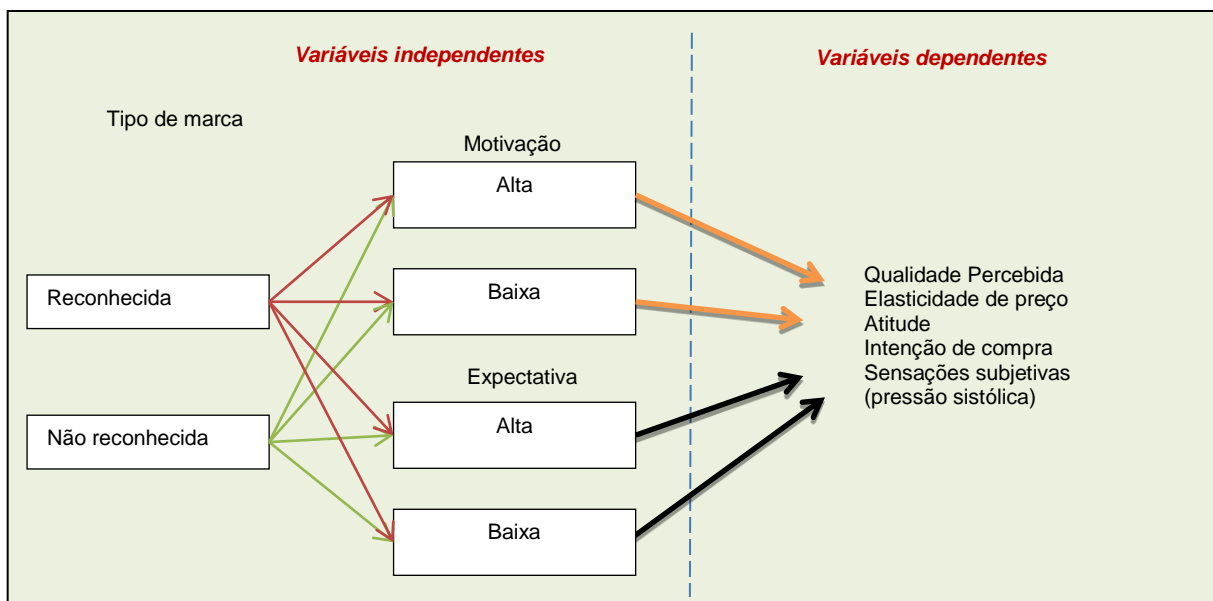 Variáveis independentes
Variáveis dependentes
Tipo de marca
Motivação
Alta
Reconhecida
Baixa
Expectativa
Não reconhecida
Alta
Baixa
Qualidade Percebida
Elasticidade de preço
Atitude
Intenção de compra
Sensações subjetivas
(pressão sistólica)